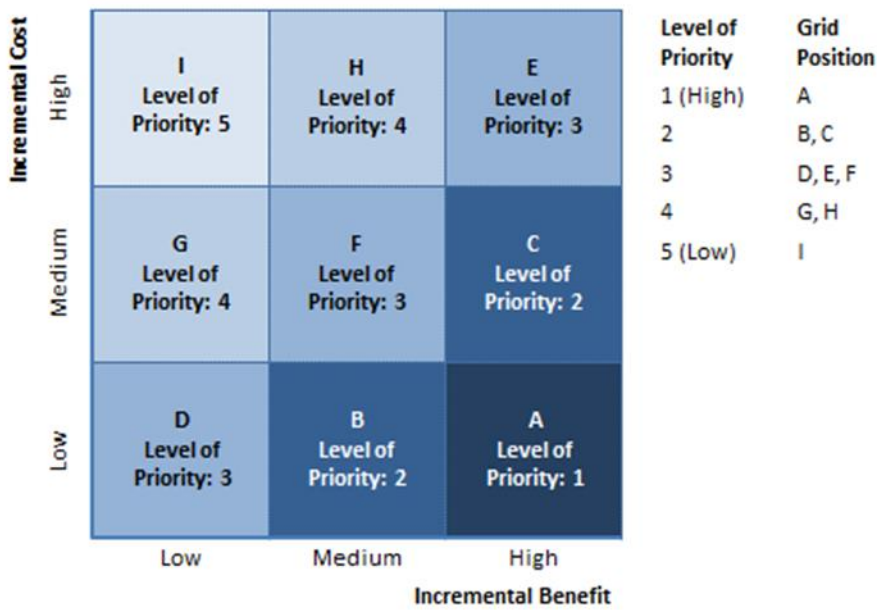 Incremental Cost
High
Medium
Low
I
Level of
Priority: 5
H
Level of
Priority: 4
E
Level of
Priority: 3
G
Level of
Priority: 4
F
Level of
Priority: 3
C
Level of
Priority: 2
D
Level of
Priority: 3
B
Level of
Priority: 2
A
Level of
Priority: 1
Low Medium High
Incremental Benefit
Level of Priority Grid Position
1 (High) A
2 B, C
3 D, E, F
4 G, H
5 (Low) I